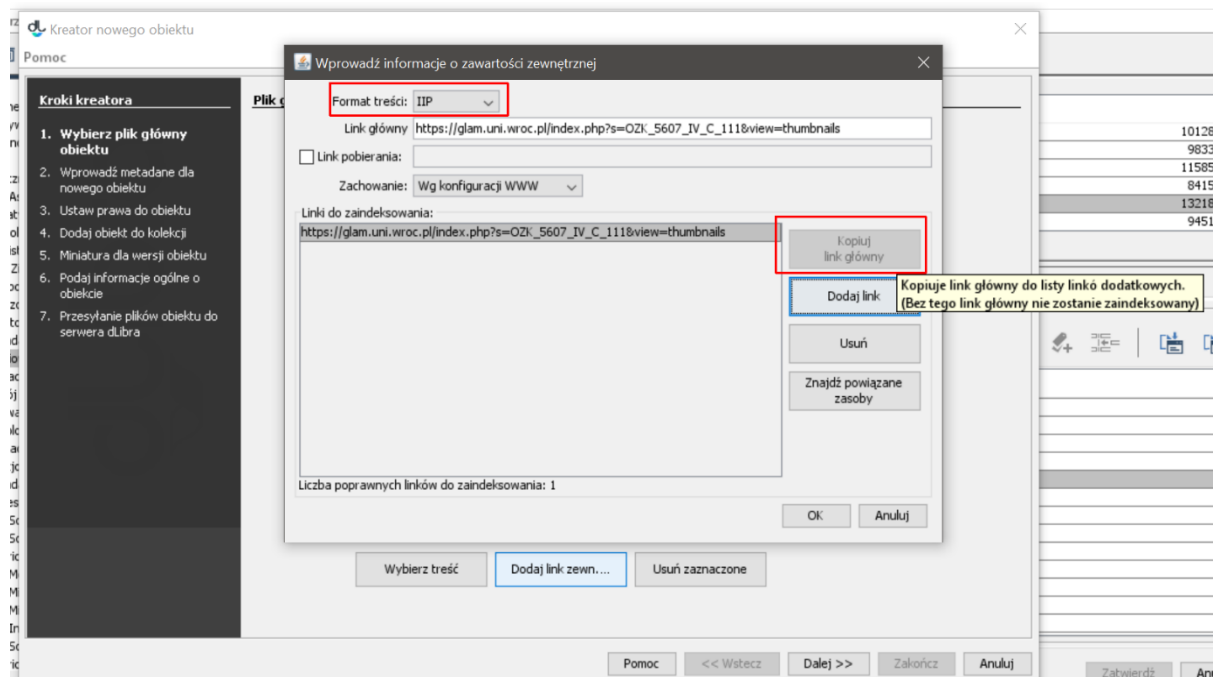 Kreator nowego obiektu
Pomoc
Kroki kreatora
1. Wybierz plik główny
obiektu
2. Wprowadź metadane dla
nowego obiektu
3. Ustaw prawa do obiektu
4. Dodaj obiekt do kolekcji
5. Miniatura dla wersji obiektu
6. Podaj informacje ogólne o
obiekcie
7. Przesyłanie plików obiektu do
serwera dLibra
Plik
Wprowadź informacje o zawartości zewnętrznej
Format treści: IIP
Link główny https://glam.uni.wroc.pl/index.php?s=OZK_5607_IV_C_111&view=thumbnails
Link pobierania:
Zachowanie: Wg konfiguracji WWW
Linki do zaindeksowania:
https://glam.uni.wroc.pl/index.php?s=OZK_5607_IV_C_111&view=thumbnails
Kopiuj
link główny
Dodaj link
Kopiuje link główny do listy linkó dodatkowych.
(Bez tego link główny nie zostanie zaindeksowany)
Usuń
Znajdź powiązane
zasoby
Liczba poprawnych linków do zaindeksowania: 1
OK Anuluj
Wybierz treść Dodaj link zewn.... Usuń zaznaczone
Pomoc << Wstecz Dalej >> Zakończ Anuluj
10128
9833
11585
8415
13218
9451
Zatwierdź